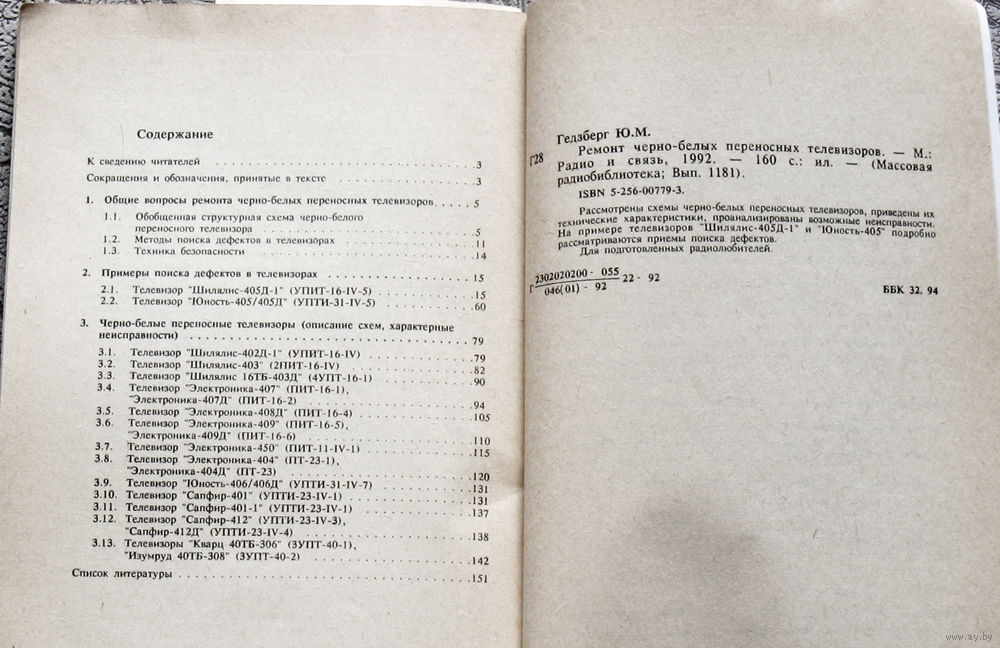 Содержание
К сведению читателей . . . . . . . . . . . . . . . . . . . . . . . . . . . . 3
Сокращения и обозначения, принятые в тексте . . . . . . . . . . . . . . . 3
1. Общие вопросы ремонта черно-белых переносных телевизоров. . . . . 5
1.1. Обобщенная структурная схема черно-белого
переносного телевизора . . . . . . . . . . . . . . . . . . . . 5
1.2. Методы поиска дефектов в телевизорах . . . . . . . . . . . . . . 11
1.3. Техника безопасности . . . . . . . . . . . . . . . . . . . . . . 14
2. Примеры поиска дефектов в телевизорах . . . . . . . . . . . . . . . 15
2.1. Телевизор "Шилялис-405Д-1" (УПИТ-16-IV-5) . . . . . . . . . . . .15
2.2. Телевизор "Юность-405/405Д" (УПТИ-31-IV-5) . . . . . . . . . . .60
3. Черно-белые переносные телевизоры (описание схем, характерные
неисправности) . . . . . . . . . . . . . . . . . . . . . . . . . . 79
3.1. Телевизор "Шилялис-402Д-1" (УПИТ-16-IV) . . . . . . . . . . . . .79
3.2. Телевизор "Шилялис-403" (2ПИТ-16-IV) . . . . . . . . . . . . . . 82
3.3. Телевизор "Шилялис 16ТБ-403Д" (4УПТ-16-1) . . . . . . . . . . . 90
3.4. Телевизор "Электроника-407" (ПИТ-16-1),
"Электроника-407Д" (ПИТ-16-2) . . . . . . . . . . . . . . . . . .94
3.5. Телевизор "Электроника-408Д" (ПИТ-16-4) . . . . . . . . . . . . 105
3.6. Телевизор "Электроника-409" (ПИТ-16-5),
"Электроника-409Д" (ПИТ-16-6) . . . . . . . . . . . . . . . . . 110
3.7. Телевизор "Электроника-450" (ПИТ-11-IV-1) . . . . . . . . . . . 115
3.8. Телевизор "Электроника-404" (ПТ-23-1),
"Электроника-404Д" (ПТ-23) . . . . . . . . . . . . . . . . . . . 120
3.9. Телевизор "Юность-406/406Д" (УПТИ-31-IV-7) . . . . . . . . . . .131
3.10. Телевизор "Сапфир-401" (УПТИ-23-IV-1) . . . . . . . . . . . . . .131
3.11. Телевизор "Сапфир-401-1" (УПТИ-23-IV-1) . . . . . . . . . . . . .137
3.12. Телевизор "Сапфир-412" (УПТИ-23-IV-3),
"Сапфир-412Д" (УПТИ-23-IV-4) . . . . . . . . . . . . . . . . . . 138
3.13. Телевизоры "Кварц 40ТБ-306" (ЗУПТ-40-1),
"Изумруд 40ТБ-308" (ЗУПТ-40-2) . . . . . . . . . . . . . . . . . .142
Список литературы . . . . . . . . . . . . . . . . . . . . . . . . . . . . .151
Гедзберг Ю.М.
Г28 Ремонт черно-белых переносных телевизоров. — М.:
Радио и связь, 1992. — 160 с.: ил. — (Массовая
радиобиблиотека; Вып. 1181).
ISBN 5-256-00779-3.
Рассмотрены схемы черно-белых переносных телевизоров, приведены их
технические характеристики, проанализированы возможные неисправности.
На примере телевизоров "Шилялис-405Д-1" и "Юность-405" подробно
рассматриваются приемы поиска дефектов.
Для подготовленных радиолюбителей.
2302020200 - 055
Г 22 - 92
046(01) - 92
ББК 32. 94
www.ay.by